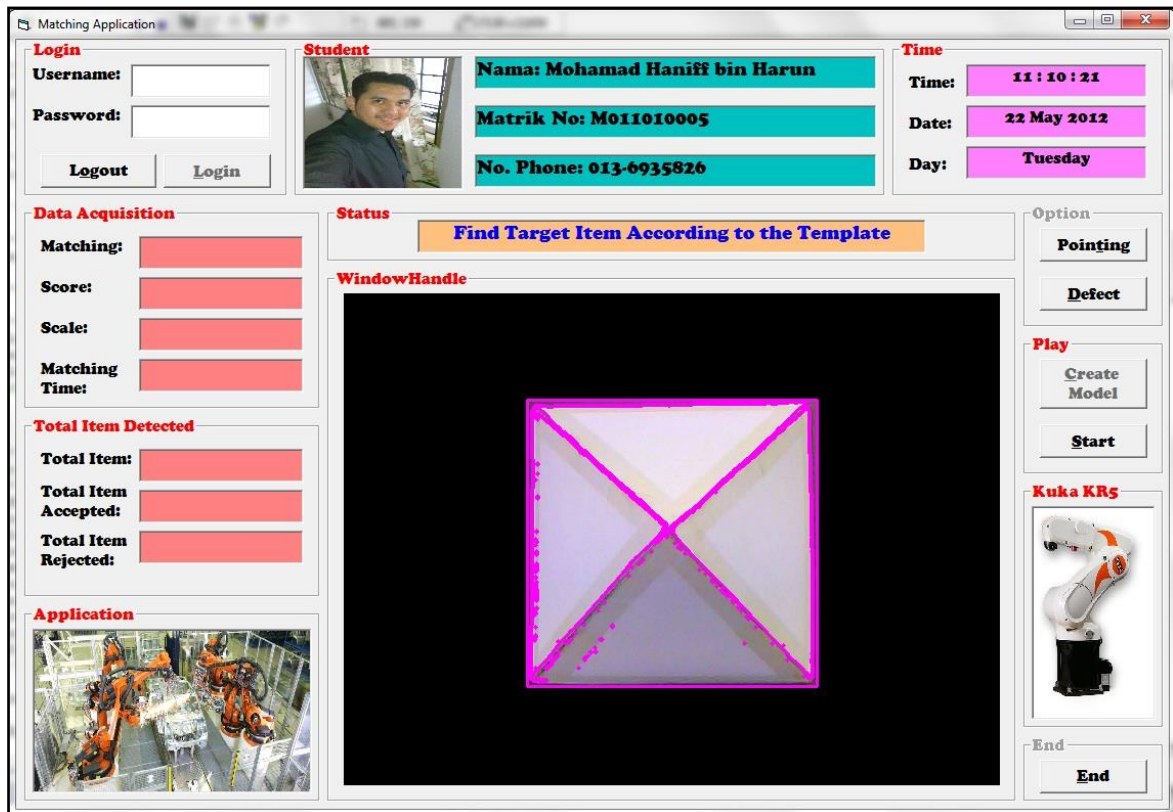 Matching Application
Login
Username:
Password:
Logout
Login
Student
Nama: Mohamad Haniff bin Harun
Matrik No: M011010005
No. Phone: 013-6935826
Time
Time: 11 : 10 : 21
Date: 22 May 2012
Day: Tuesday
Data Acquisition
Matching:
Score:
Scale:
Matching
Time:
Total Item Detected
Total Item:
Total Item
Accepted:
Total Item
Rejected:
Application
Status
Find Target Item According to the Template
WindowHandle
Option
Pointing
Defect
Play
Create
Model
Start
Kuka KR5
End
End